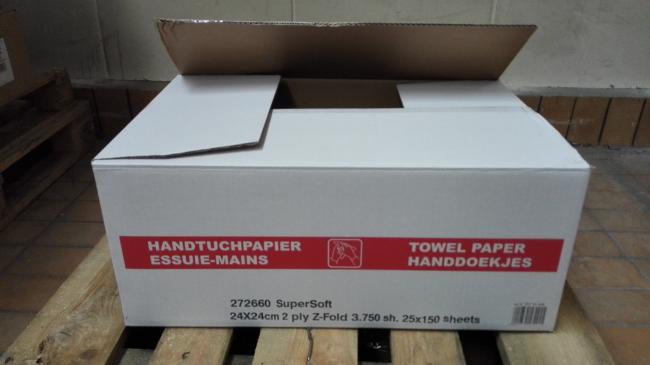 HANDTUCHPAPIER
ESSUIE-MAINS
TOWEL PAPER
HANDDOEKJES
272660 SuperSoft
24X24cm 2 ply Z-Fold 3.750 sh. 25x150 sheets